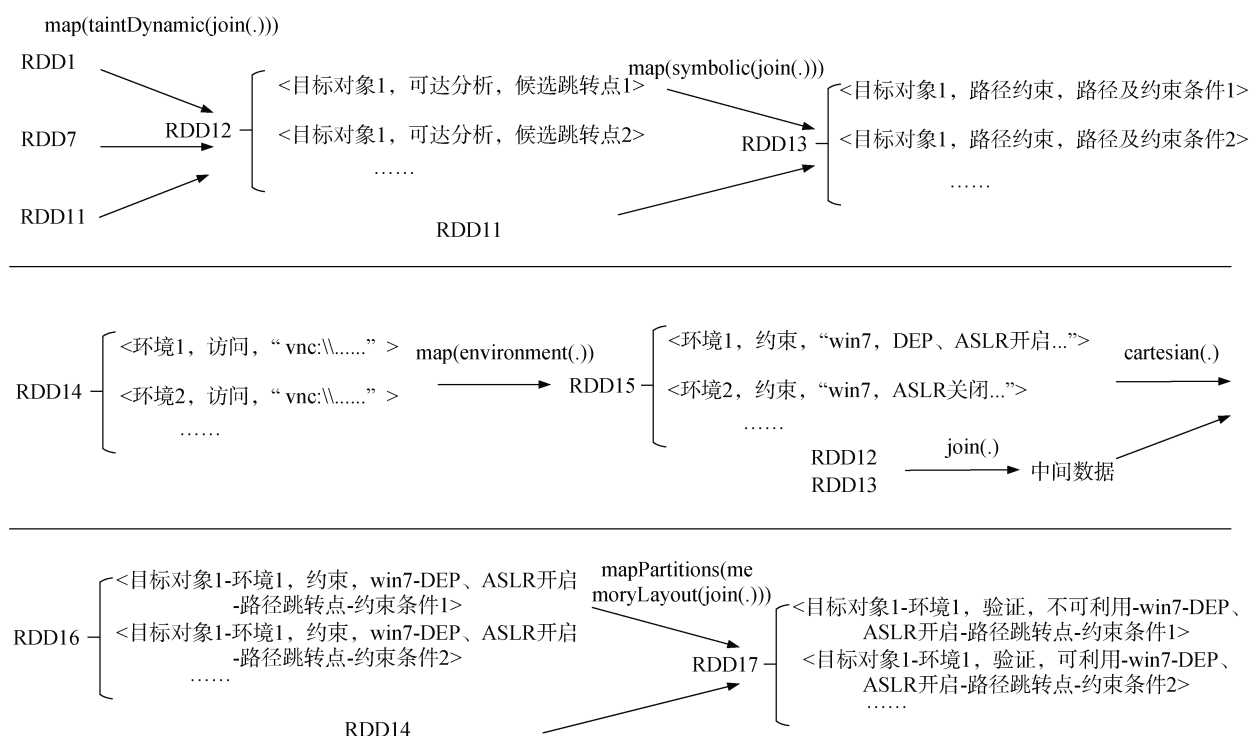 map(taintDynamic(join(.)))
RDD1
RDD7
RDD11
RDD12
<目标对象1，可达分析，候选跳转点1>
<目标对象1，可达分析，候选跳转点2>
……
map(symbolic(join(.)))
RDD11
RDD13
<目标对象1，路径约束，路径及约束条件1>
<目标对象1，路径约束，路径及约束条件2>
……
RDD14
<环境1，访问，“ vnc:\\......” >
<环境2，访问，“ vnc:\\......” >
……
map(environment(.))
RDD15
<环境1，约束，“win7，DEP、ASLR开启...”>
<环境2，约束，“win7，ASLR关闭...”>
……
cartesian(.)
RDD12
RDD13
join(.)
中间数据
RDD16
<目标对象1-环境1，约束，win7-DEP、ASLR开启
-路径跳转点-约束条件1>
<目标对象1-环境1，约束，win7-DEP、ASLR开启
-路径跳转点-约束条件2>
……
mapPartitions(me
moryLayout(join(.)))
RDD14
RDD17
<目标对象1-环境1，验证，不可利用-win7-DEP、
ASLR开启-路径跳转点-约束条件1>
<目标对象1-环境1，验证，可利用-win7-DEP、
ASLR开启-路径跳转点-约束条件2>
……